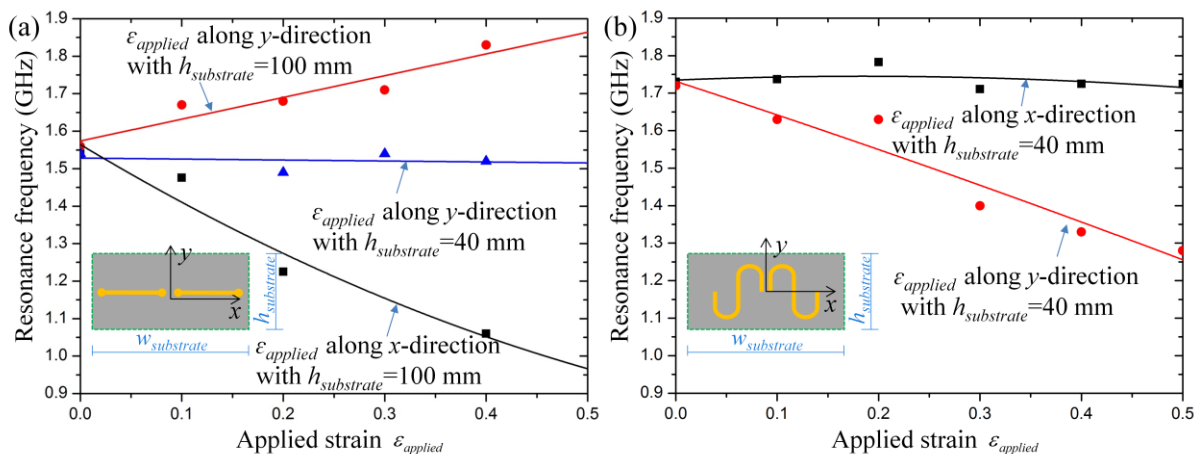 (a)
1.9
1.8
1.7
1.6
1.5
1.4
1.3
1.2
1.1
1.0
0.9
Resonance frequency (GHz)
ε_applied along y-direction
with h_substrate=100 mm
ε_applied along y-direction
with h_substrate=40 mm
y
x
h_substrate
w_substrate
ε_applied along x-direction
with h_substrate=100 mm
0.0 0.1 0.2 0.3 0.4 0.5
Applied strain ε_applied
(b)
1.9
1.8
1.7
1.6
1.5
1.4
1.3
1.2
1.1
1.0
0.9
Resonance frequency (GHz)
ε_applied along x-direction
with h_substrate=40 mm
y
x
h_substrate
w_substrate
ε_applied along y-direction
with h_substrate=40 mm
0.0 0.1 0.2 0.3 0.4 0.5
Applied strain ε_applied